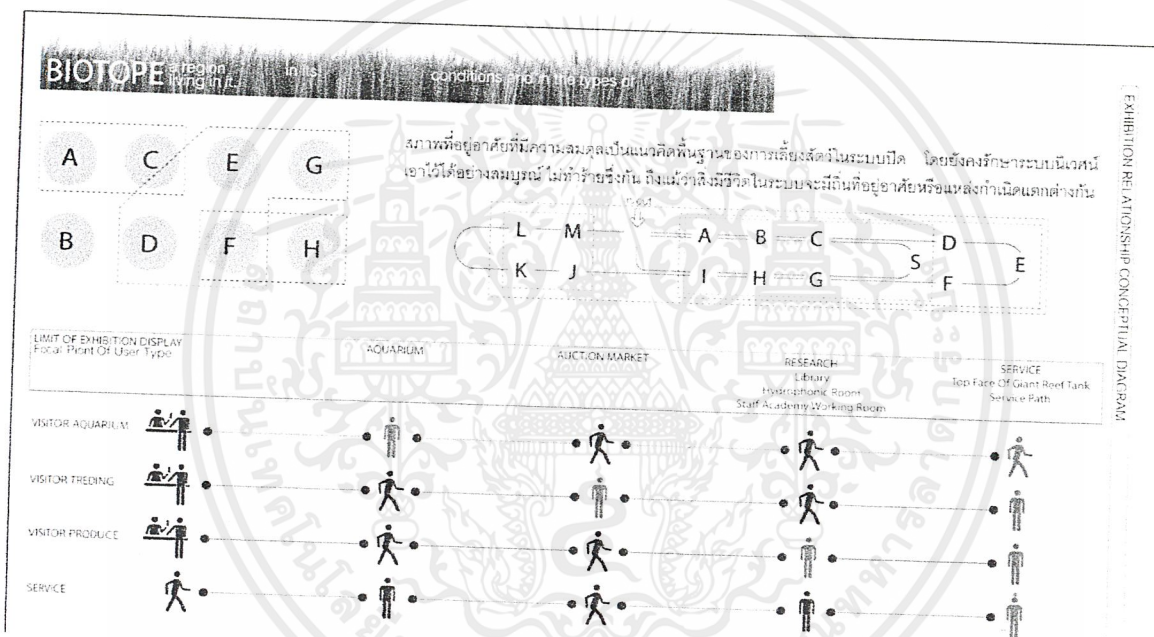 BIOTOPE a region living in it. in its conditions and in the types of
A C E G
B D F H
สภาพที่อยู่อาศัยที่มีความสมดุลเป็นแนวคิดพื้นฐานของการเลี้ยงสัตว์ในระบบปิด โดยยังคงรักษาระบบนิเวศน์
เอาไว้ได้อย่างสมบูรณ์ ไม่ทำร้ายซึ่งกัน ถึงแม้ว่าสิ่งมีชีวิตในระบบจะมีถิ่นที่อยู่อาศัยหรือแหล่งกำเนิดแตกต่างกัน
L M A B C D
S E
K J I H G F
EXHIBITION RELATIONSHIP CONCEPTUAL DIAGRAM
LIMIT OF EXHIBITION DISPLAY
Focal Piont Of User Type
AQUARIUM
AUCTION MARKET
RESEARCH
Library
Hydrophonic Room
Staff Academy Working Room
SERVICE
Top Face Of Giant Reef Tank
Service Path
VISITOR AQUARIUM
VISITOR TREDING
VISITOR PRODUCE
SERVICE